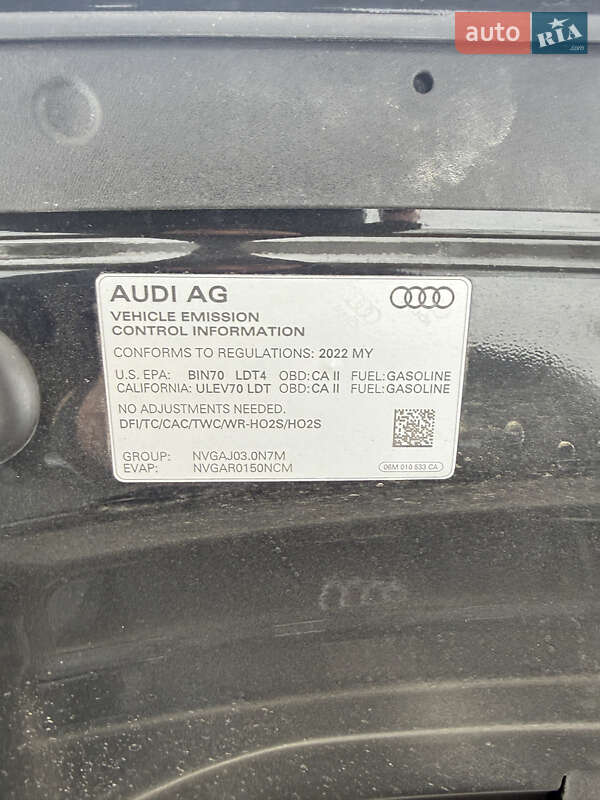 auto RIA .com
AUDI AG
VEHICLE EMISSION
CONTROL INFORMATION
CONFORMS TO REGULATIONS: 2022 MY
U.S. EPA: BIN70 LDT4 OBD: CA II FUEL: GASOLINE
CALIFORNIA: ULEV70 LDT OBD: CA II FUEL: GASOLINE
NO ADJUSTMENTS NEEDED.
DFI/TC/CAC/TWC/WR-HO2S/HO2S
GROUP: NVGAJ03.0N7M
EVAP: NVGAR0150NCM
06M 010 533 CA